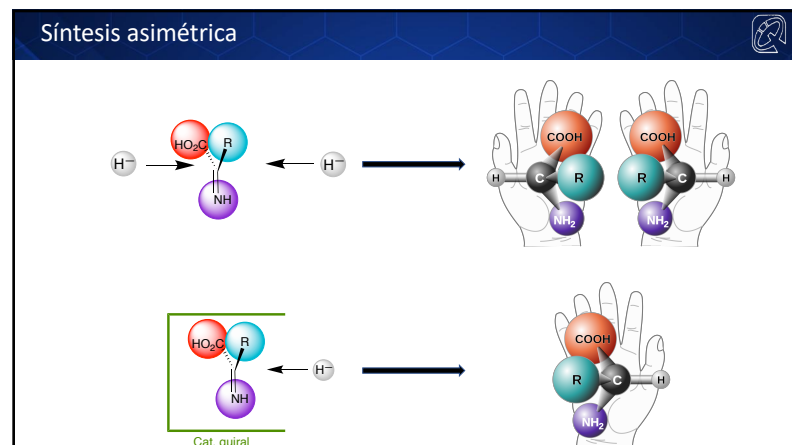 Síntesis asimétrica
HO₂C R
H⁻ H⁻
NH
COOH COOH
H C R R C H
NH₂ NH₂
HO₂C R
H⁻
NH
Cat. quiral
COOH
R C H
NH₂